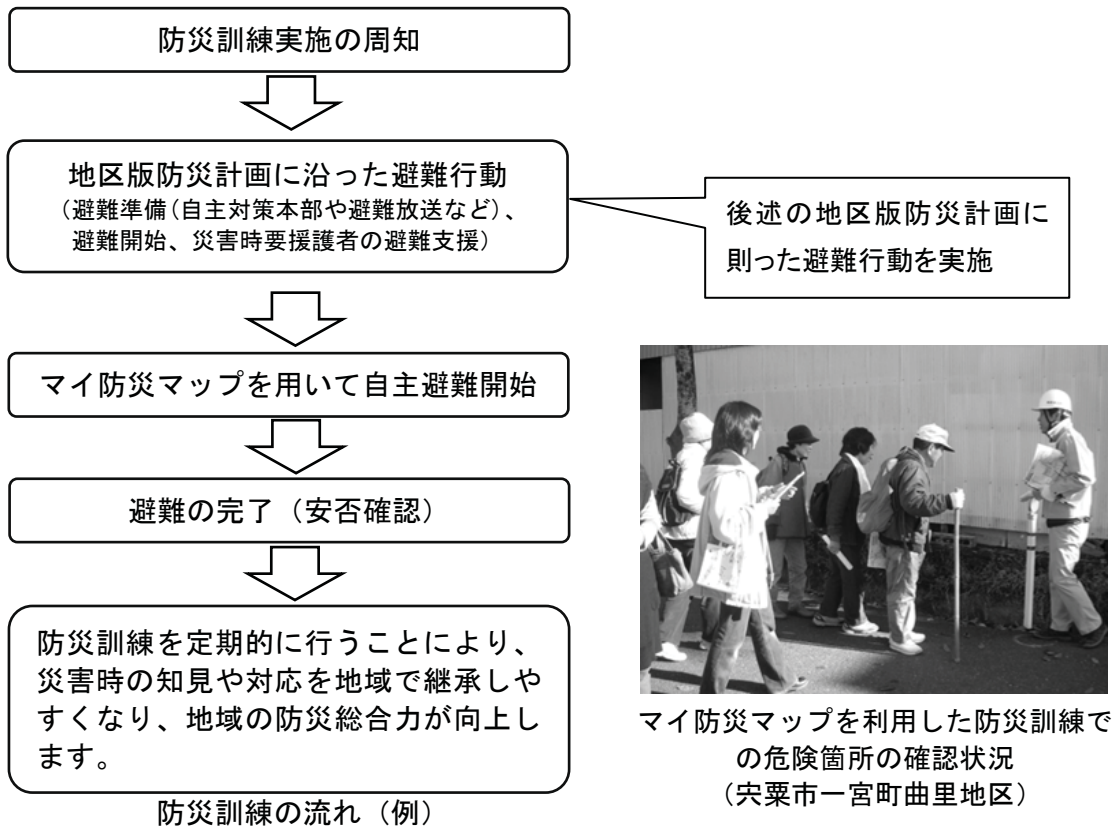 防災訓練実施の周知
地区版防災計画に沿った避難行動
（避難準備（自主対策本部や避難放送など）、
避難開始、災害時要援護者の避難支援）
後述の地区版防災計画に
則った避難行動を実施
マイ防災マップを用いて自主避難開始
避難の完了（安否確認）
防災訓練を定期的に行うことにより、
災害時の知見や対応を地域で継承しや
すくなり、地域の防災総合力が向上し
ます。
防災訓練の流れ（例）
マイ防災マップを利用した防災訓練で
の危険箇所の確認状況
（宍粟市一宮町曲里地区）